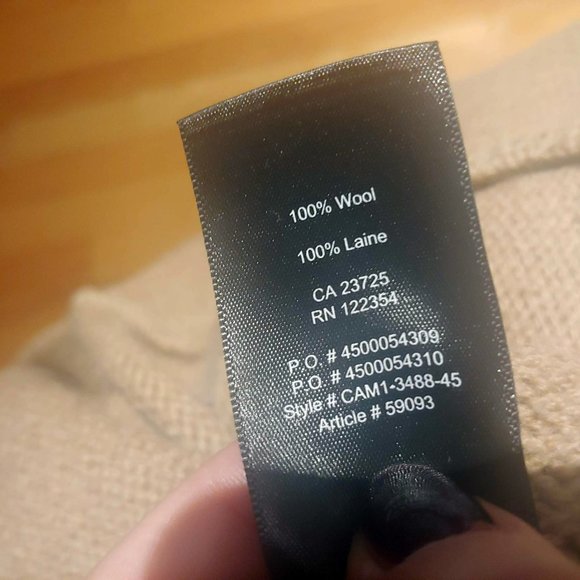 100% Wool
100% Laine
CA 23725
RN 122354
P.O. # 4500054309
P.O. # 4500054310
Style # CAM1-3488-45
Article # 59093